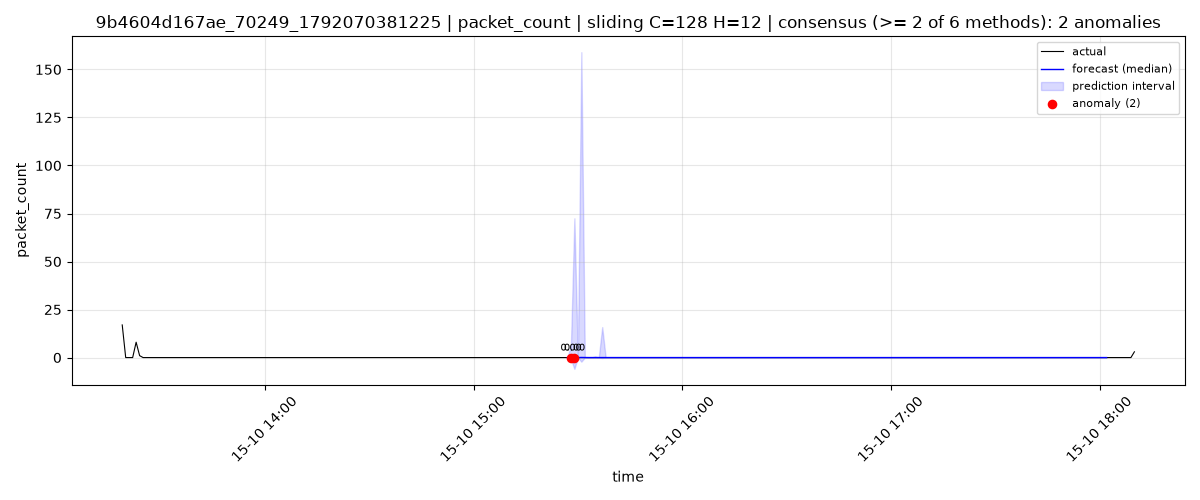 9b4604d167ae_70249_1792070381225 | packet_count | sliding C=128 H=12 | consensus (>= 2 of 6 methods): 2 anomalies
actual
forecast (median)
prediction interval
anomaly (2)
packet_count
150
125
100
75
50
25
0
15-10 14:00
15-10 15:00
15-10 16:00
15-10 17:00
15-10 18:00
time